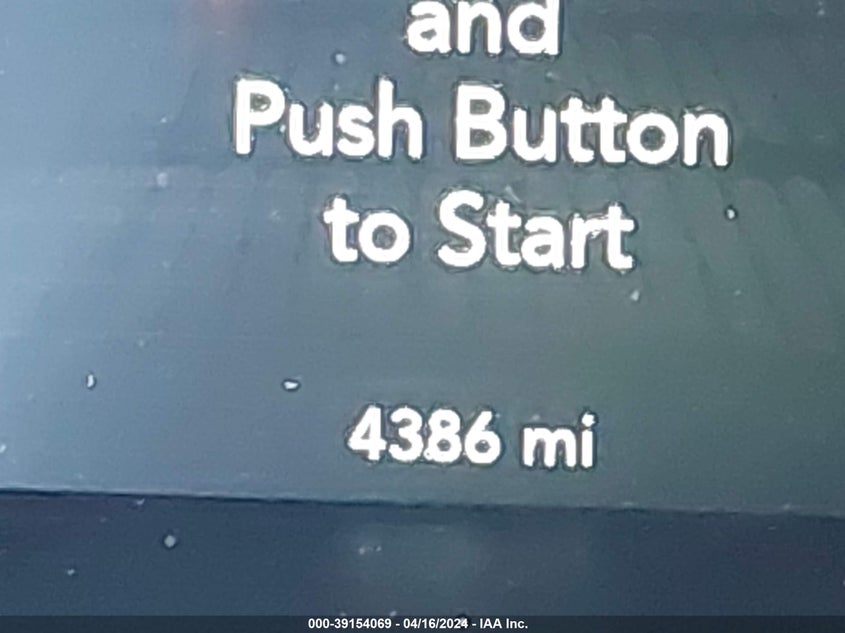 and
Push Button
to Start
4386 mi
000-39154069 - 04/16/2024 - IAA Inc.